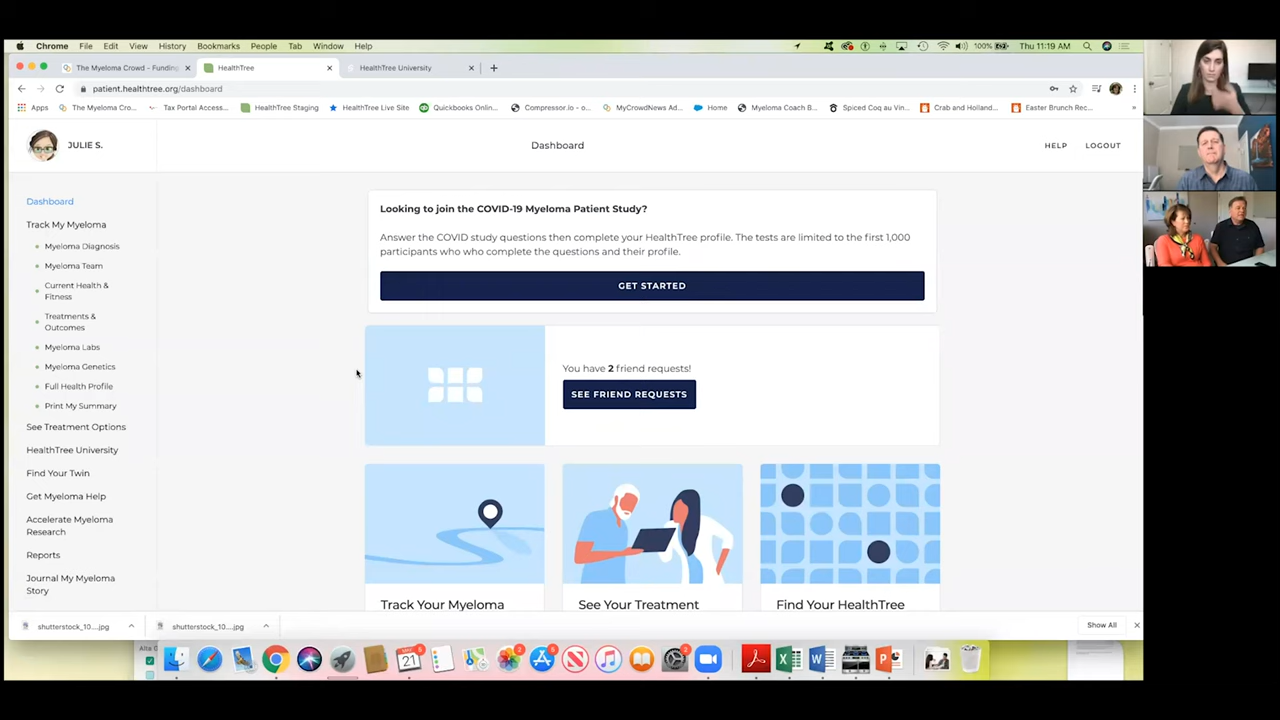 Chrome File Edit View History Bookmarks People Tab Window Help 100% Thu 11:19 AM
The Myeloma Crowd - Funding HealthTree HealthTree University
patient.healthtree.org/dashboard
Apps The Myeloma Cro... Tax Portal Access... HealthTree Staging HealthTree Live Site Quickbooks Onlin... Compressor.io - o... MyCrowdNews Ad... Home Myeloma Coach B... Spiced Coq au Vin... Crab and Holland... Easter Brunch Rec...
JULIE S.
Dashboard
HELP LOGOUT
Dashboard
Track My Myeloma
Myeloma Diagnosis
Myeloma Team
Current Health &
Fitness
Treatments &
Outcomes
Myeloma Labs
Myeloma Genetics
Full Health Profile
Print My Summary
See Treatment Options
HealthTree University
Find Your Twin
Get Myeloma Help
Accelerate Myeloma
Research
Reports
Journal My Myeloma
Story
Looking to join the COVID-19 Myeloma Patient Study?
Answer the COVID study questions then complete your HealthTree profile. The tests are limited to the first 1,000
participants who who complete the questions and their profile.
GET STARTED
You have 2 friend requests!
SEE FRIEND REQUESTS
Track Your Myeloma
See Your Treatment
Find Your HealthTree
shutterstock_10....jpg shutterstock_10....jpg Show All